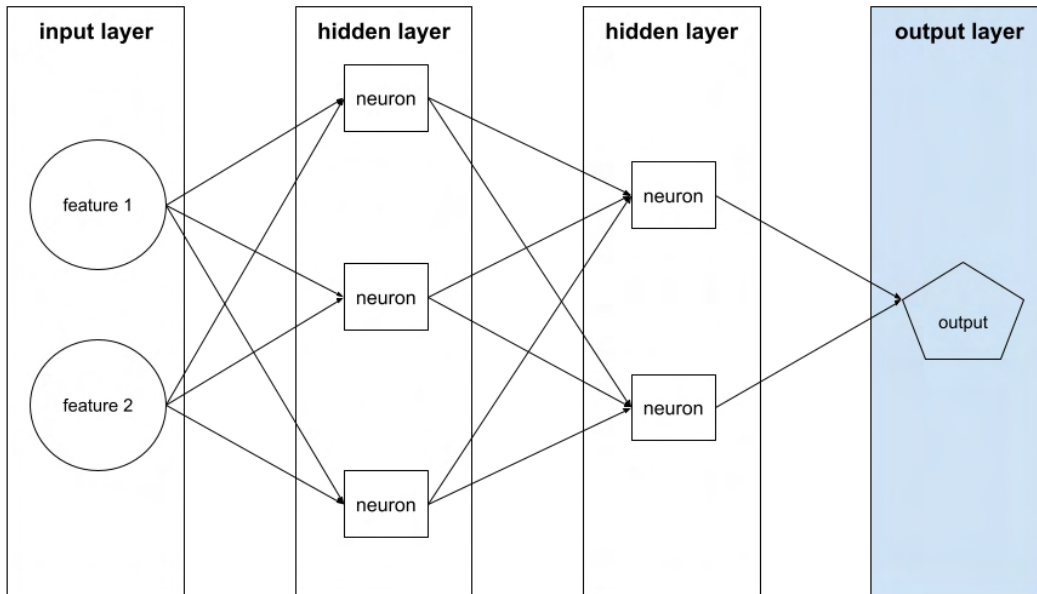 input layer
hidden layer
hidden layer
output layer
feature 1
feature 2
neuron
neuron
neuron
neuron
neuron
output